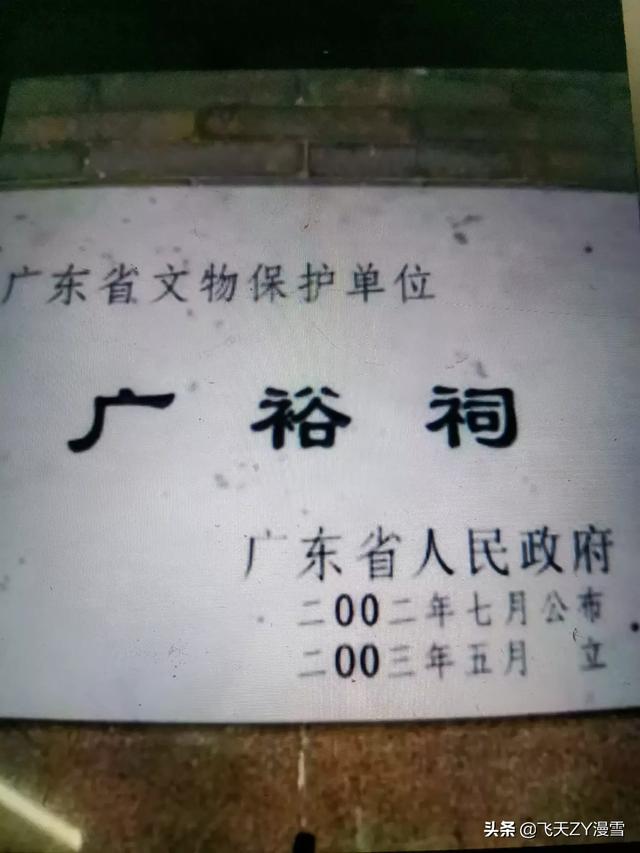 广东省文物保护单位
广裕祠
广东省人民政府
二00二年七月公布
二00三年五月 立
头条 @飞天ZY漫雪